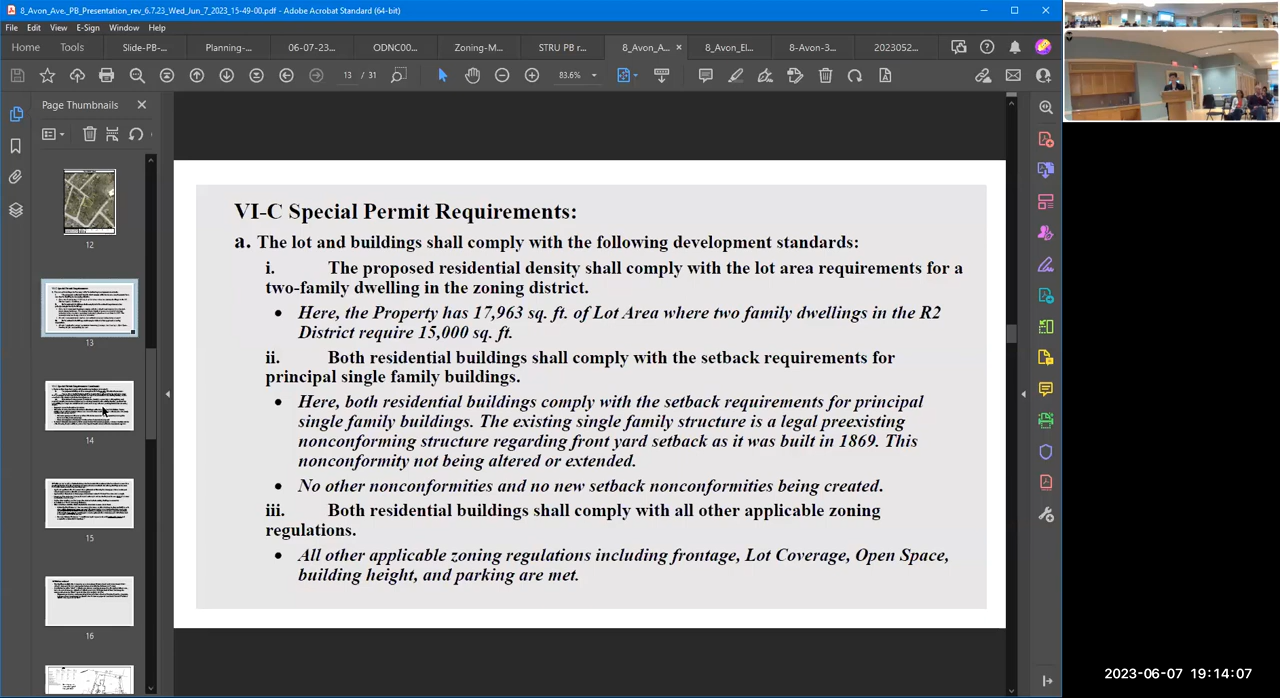 8_Avon_Ave._PB_Presentation_rev_6.7.23_Wed_Jun_7_2023_15-49-00.pdf - Adobe Acrobat Standard (64-bit)
File Edit View E-Sign Window Help
Home Tools Slide-PB-... Planning-... 06-07-23... ODNC00... Zoning-M... STRU PB r... 8_Avon_A... × 8_Avon_El... 8-Avon-3... 2023052...
13 / 31 83.6%
Page Thumbnails
12
13
14
15
16
VI-C Special Permit Requirements:
a. The lot and buildings shall comply with the following development standards:
i. The proposed residential density shall comply with the lot area requirements for a
two-family dwelling in the zoning district.
• Here, the Property has 17,963 sq. ft. of Lot Area where two family dwellings in the R2
District require 15,000 sq. ft.
ii. Both residential buildings shall comply with the setback requirements for
principal single family buildings.
• Here, both residential buildings comply with the setback requirements for principal
single family buildings. The existing single family structure is a legal preexisting
nonconforming structure regarding front yard setback as it was built in 1869. This
nonconformity not being altered or extended.
• No other nonconformities and no new setback nonconformities being created.
iii. Both residential buildings shall comply with all other applicable zoning
regulations.
• All other applicable zoning regulations including frontage, Lot Coverage, Open Space,
building height, and parking are met.
2023-06-07 19:14:07